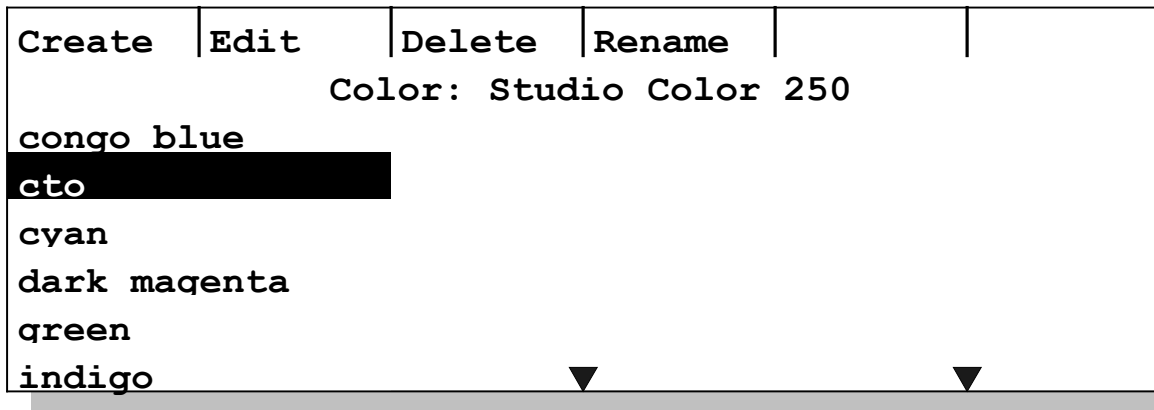 Create Edit Delete Rename
Color: Studio Color 250
congo blue
cto
cyan
dark magenta
green
indigo